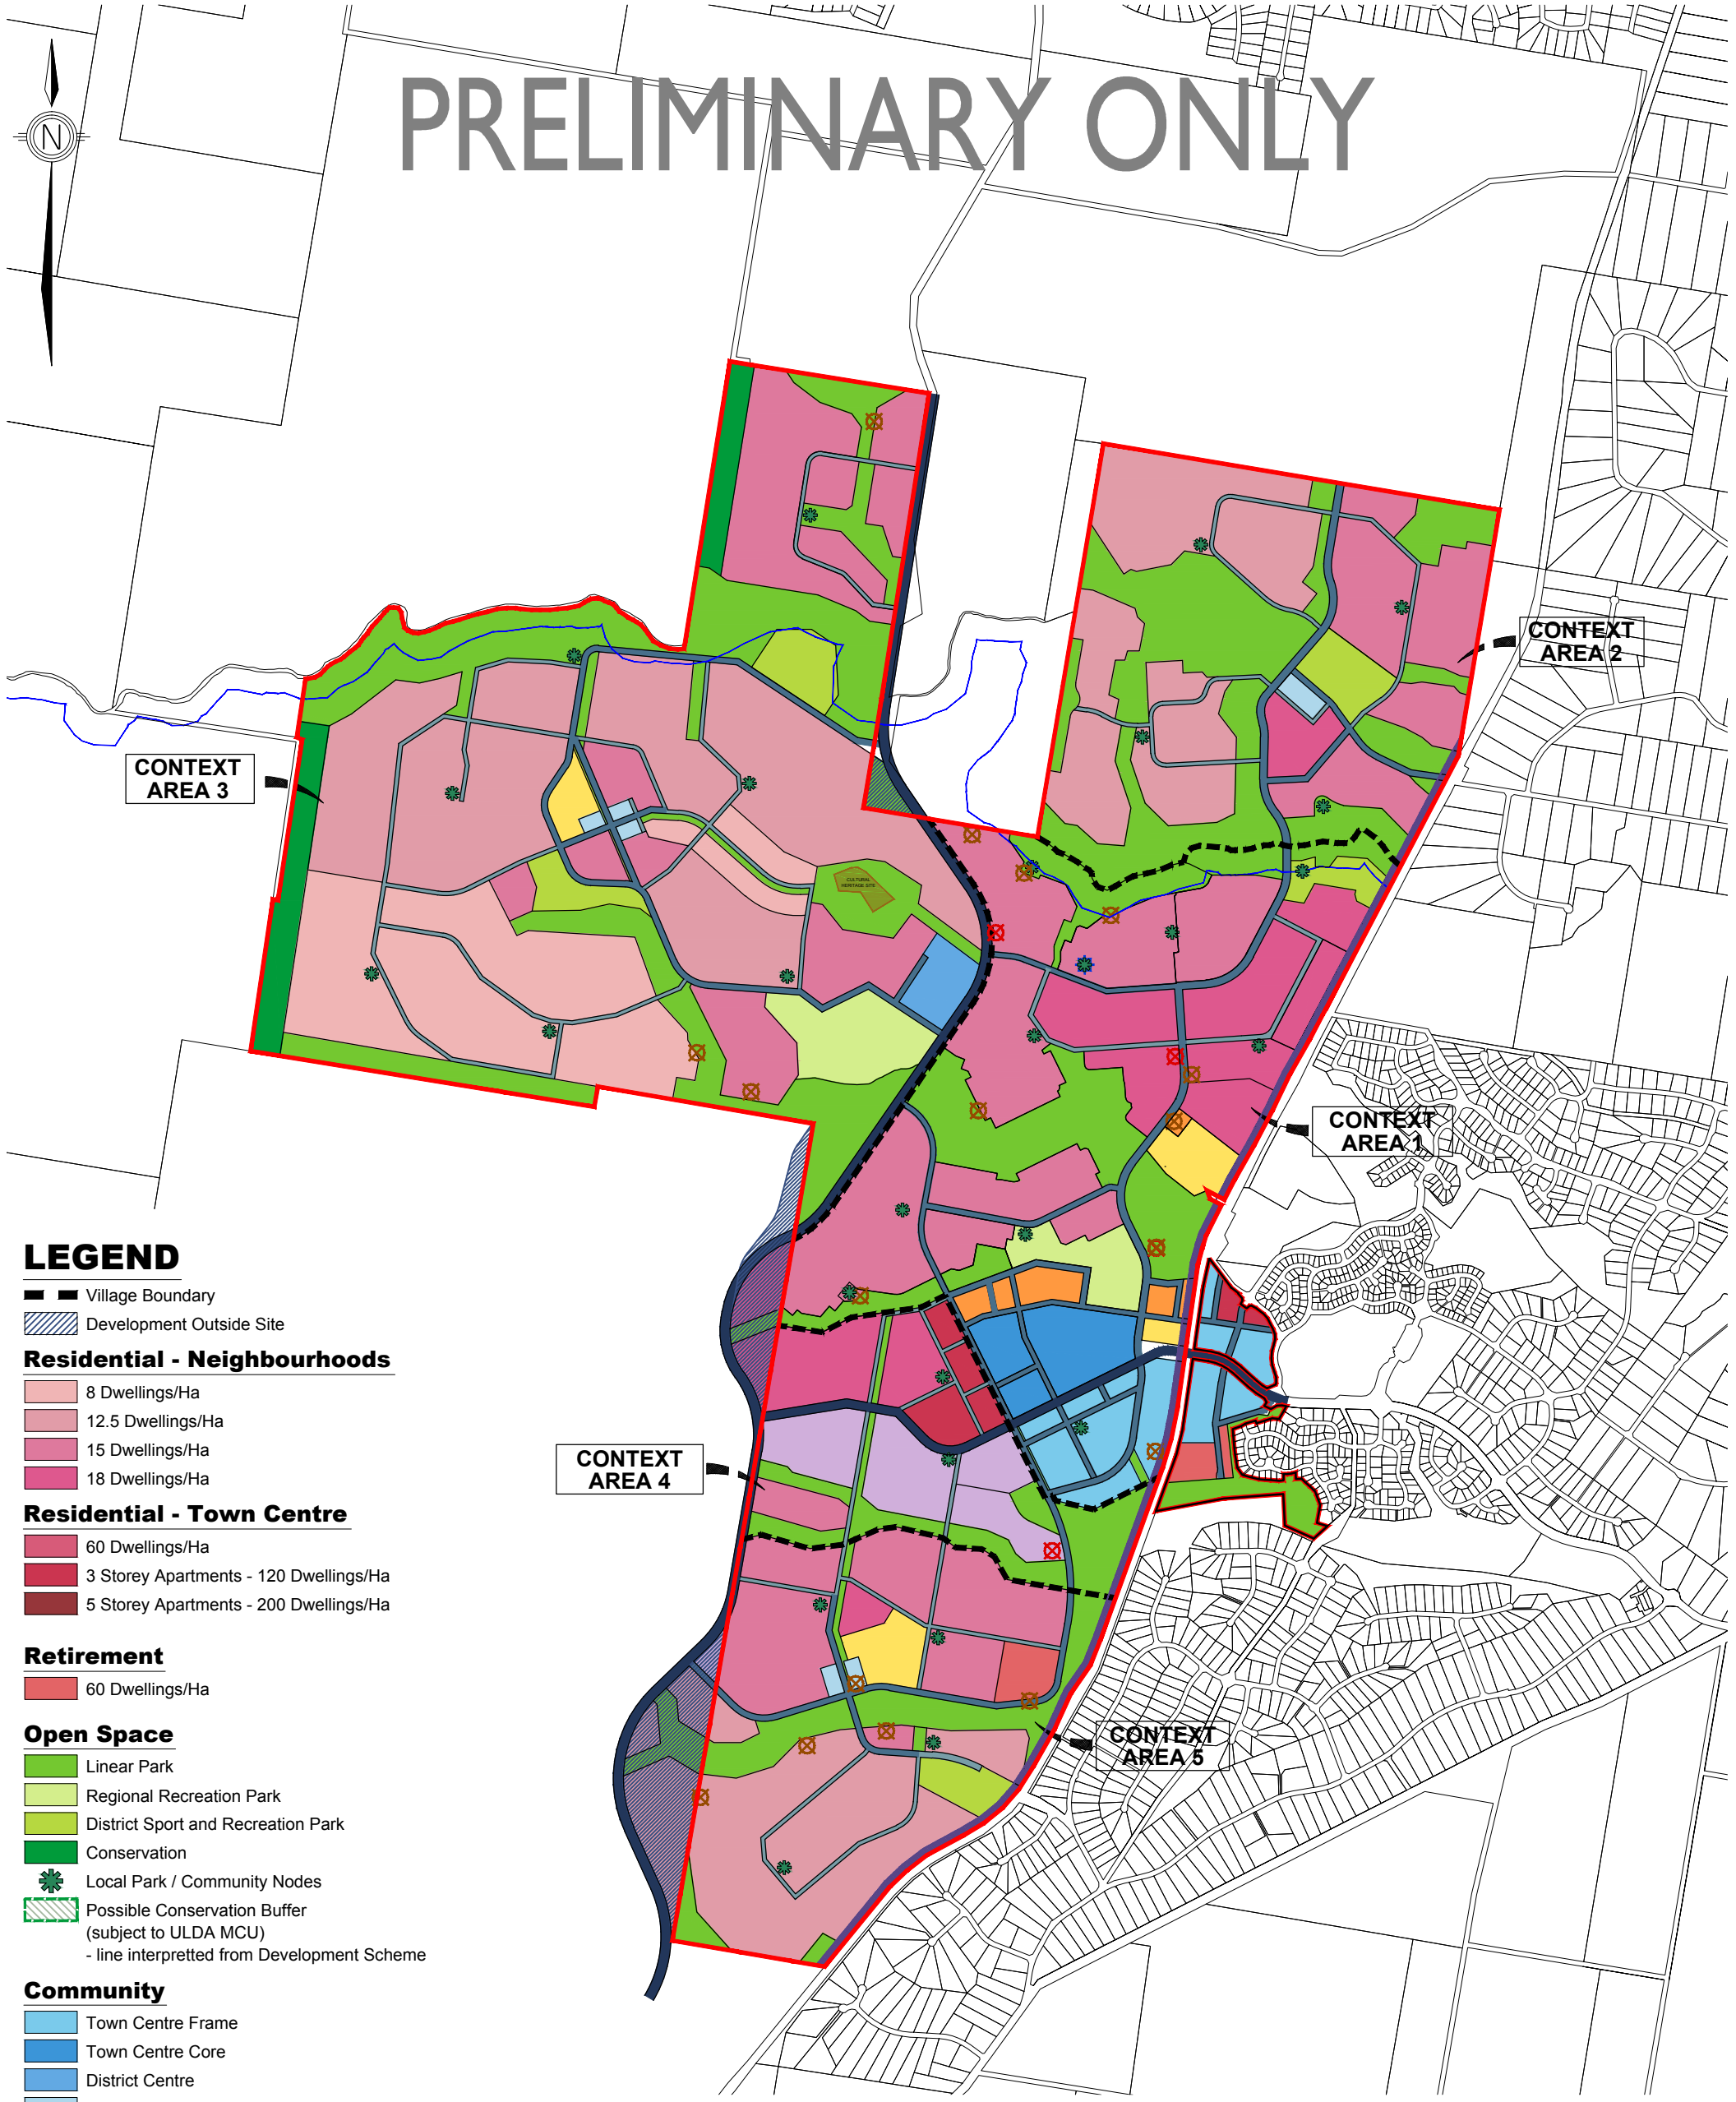 PRELIMINARY ONLY
N
CONTEXT
AREA 2
CONTEXT
AREA 3
CULTURAL
HERITAGE SITE
CONTEXT
AREA 1
CONTEXT
AREA 4
CONTEXT
AREA 5
LEGEND
Village Boundary
Development Outside Site
Residential - Neighbourhoods
8 Dwellings/Ha
12.5 Dwellings/Ha
15 Dwellings/Ha
18 Dwellings/Ha
Residential - Town Centre
60 Dwellings/Ha
3 Storey Apartments - 120 Dwellings/Ha
5 Storey Apartments - 200 Dwellings/Ha
Retirement
60 Dwellings/Ha
Open Space
Linear Park
Regional Recreation Park
District Sport and Recreation Park
Conservation
Local Park / Community Nodes
Possible Conservation Buffer
(subject to ULDA MCU)
- line interpretted from Development Scheme
Community
Town Centre Frame
Town Centre Core
District Centre